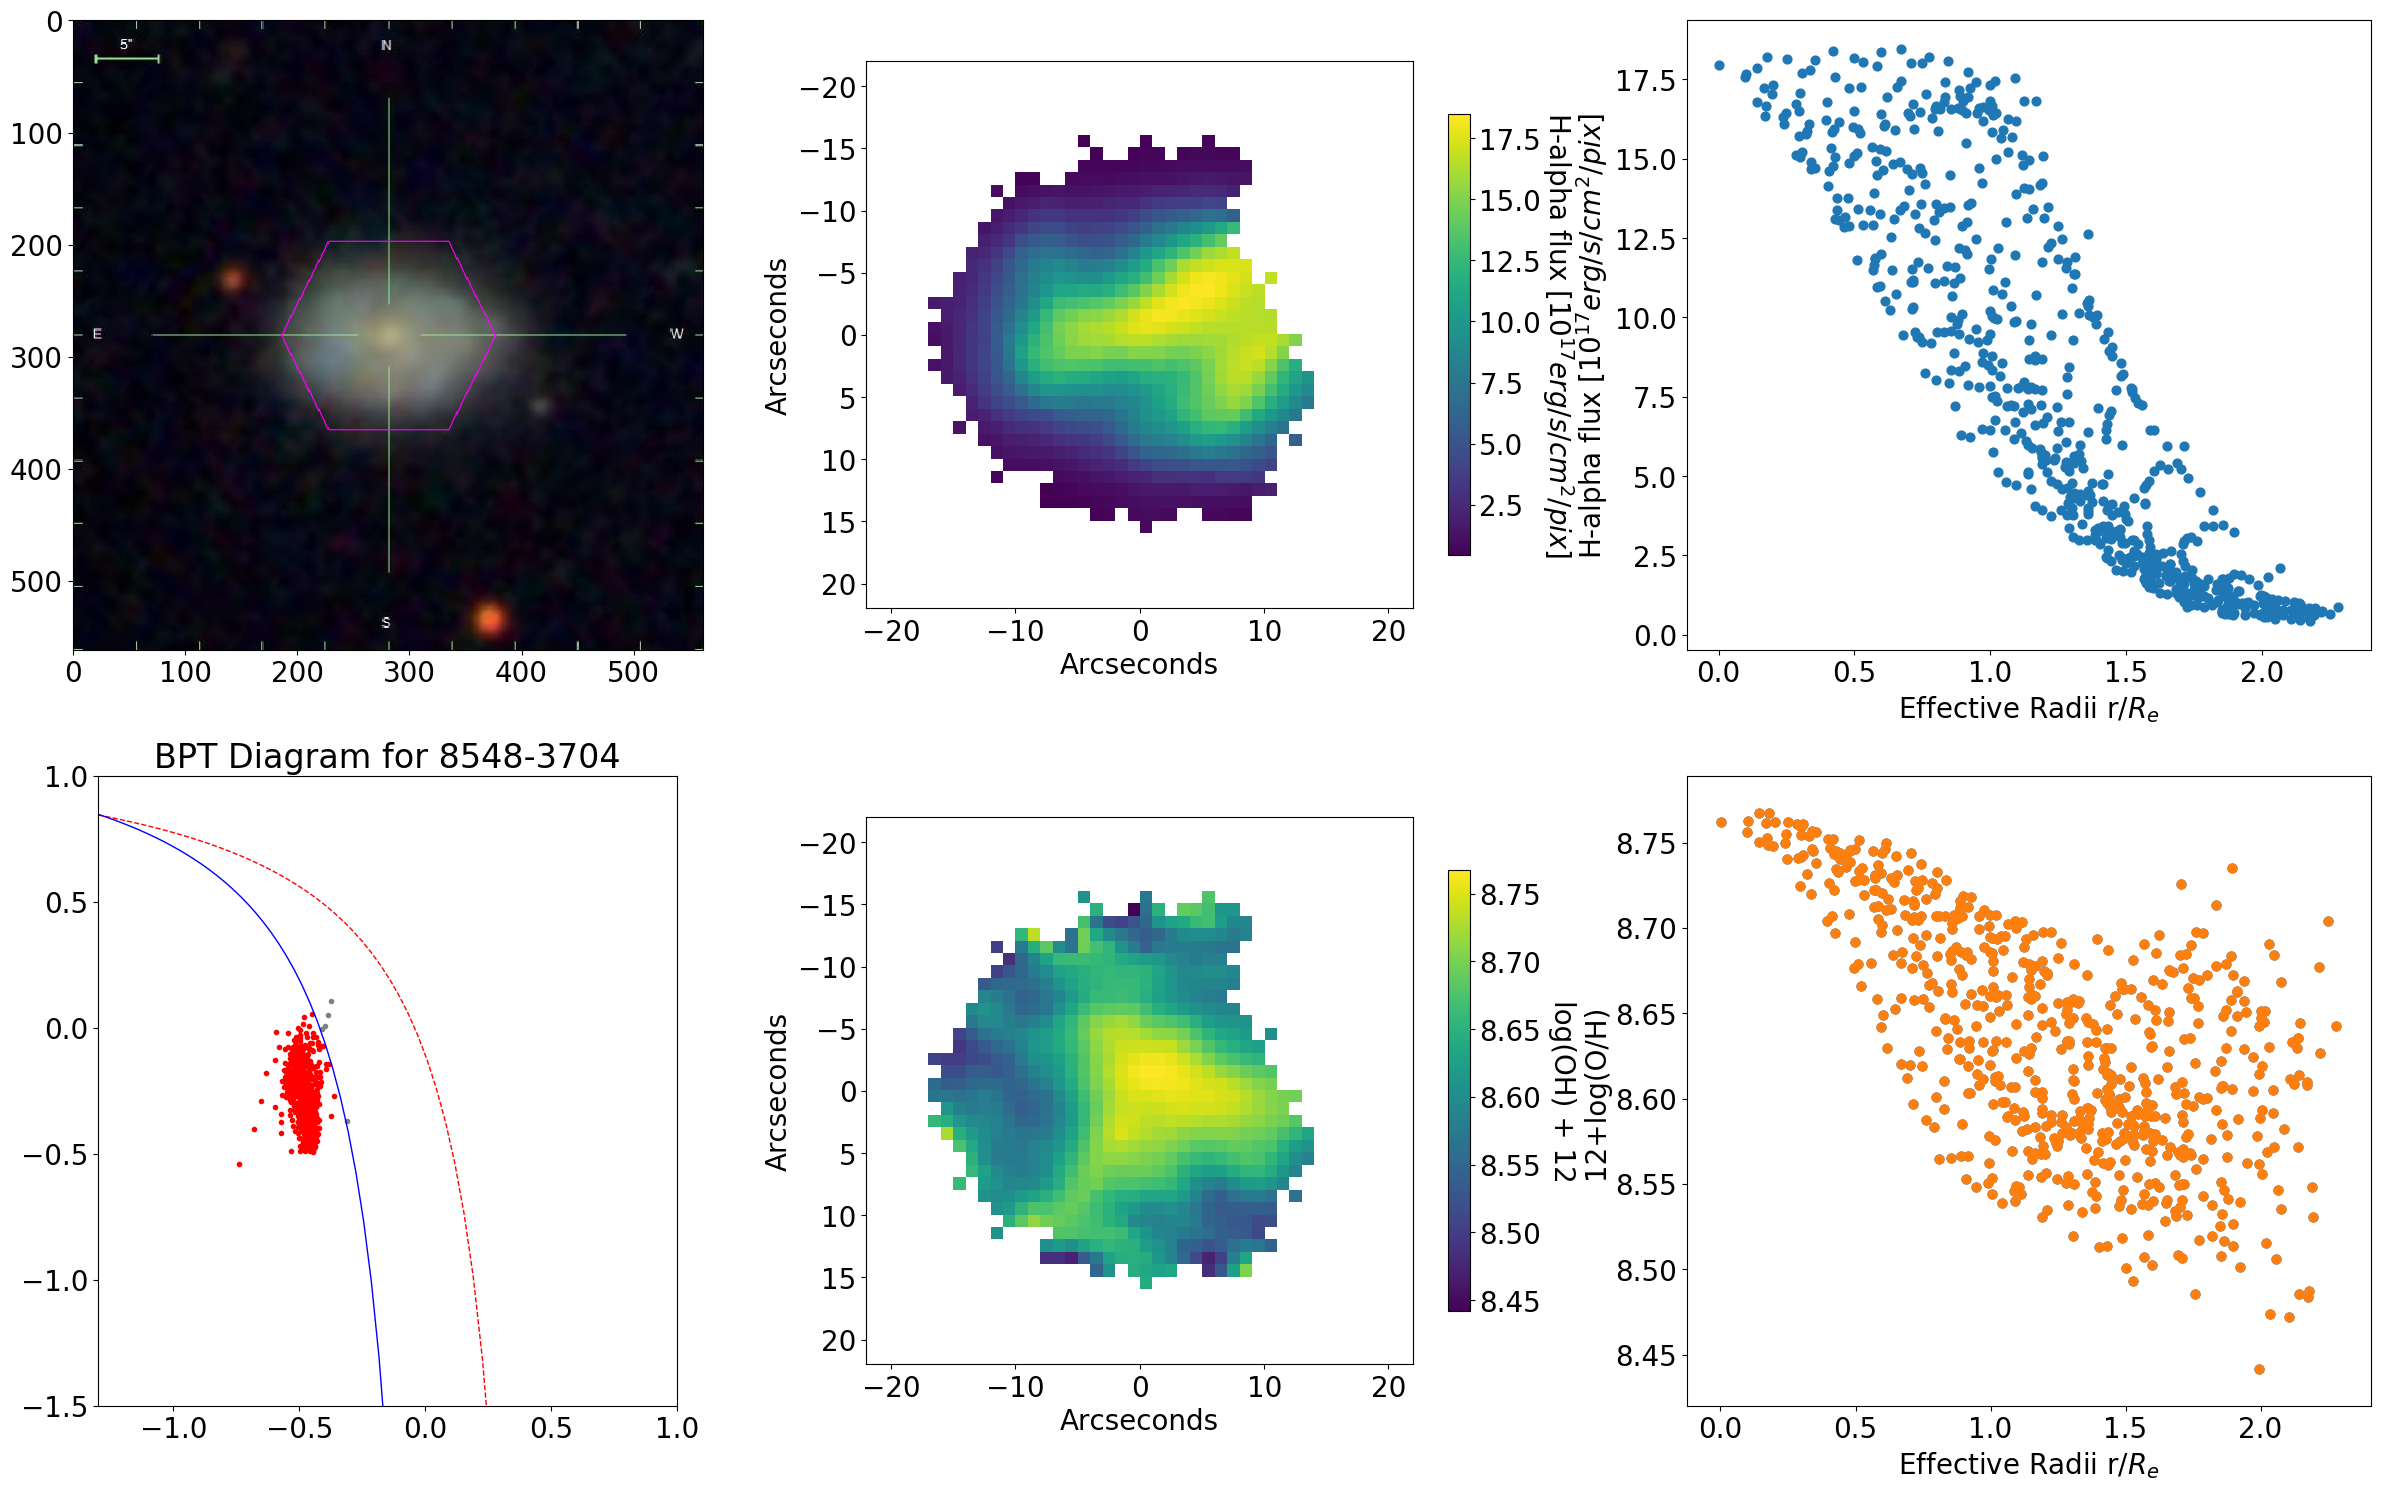 0
100
200
300
400
500
0 100 200 300 400 500
5"
N
E
W
S
−20
−15
−10
−5
0
5
10
15
20
−20 −10 0 10 20
Arcseconds
Arcseconds
17.5
15.0
12.5
10.0
7.5
5.0
2.5
H-alpha flux [10^17 erg/s/cm^2/pix]
H-alpha flux [10^17 erg/s/cm^2/pix]
17.5
15.0
12.5
10.0
7.5
5.0
2.5
0.0
0.0 0.5 1.0 1.5 2.0
Effective Radii r/R_e
BPT Diagram for 8548-3704
1.0
0.5
0.0
−0.5
−1.0
−1.5
−1.0 −0.5 0.0 0.5 1.0
−20
−15
−10
−5
0
5
10
15
20
−20 −10 0 10 20
Arcseconds
Arcseconds
8.75
8.70
8.65
8.60
8.55
8.50
8.45
log(OH) + 12
12+log(O/H)
8.75
8.70
8.65
8.60
8.55
8.50
8.45
0.0 0.5 1.0 1.5 2.0
Effective Radii r/R_e